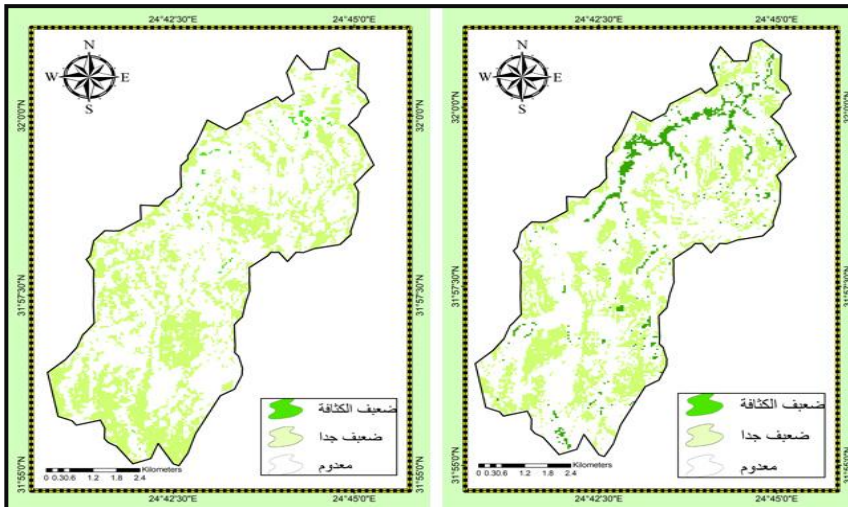 24°42'30"E 24°45'0"E
N
W E
S
32°0'0"N
31°57'30"N
31°55'0"N
ضعيف الكثافة
ضعيف جدا
معدوم
Kilometers
0 0.3 0.6 1.2 1.8 2.4
24°42'30"E 24°45'0"E
24°42'30"E 24°45'0"E
N
W E
S
32°0'0"N
31°57'30"N
31°55'0"N
ضعيف الكثافة
ضعيف جدا
معدوم
Kilometers
0 0.3 0.6 1.2 1.8 2.4
24°42'30"E 24°45'0"E